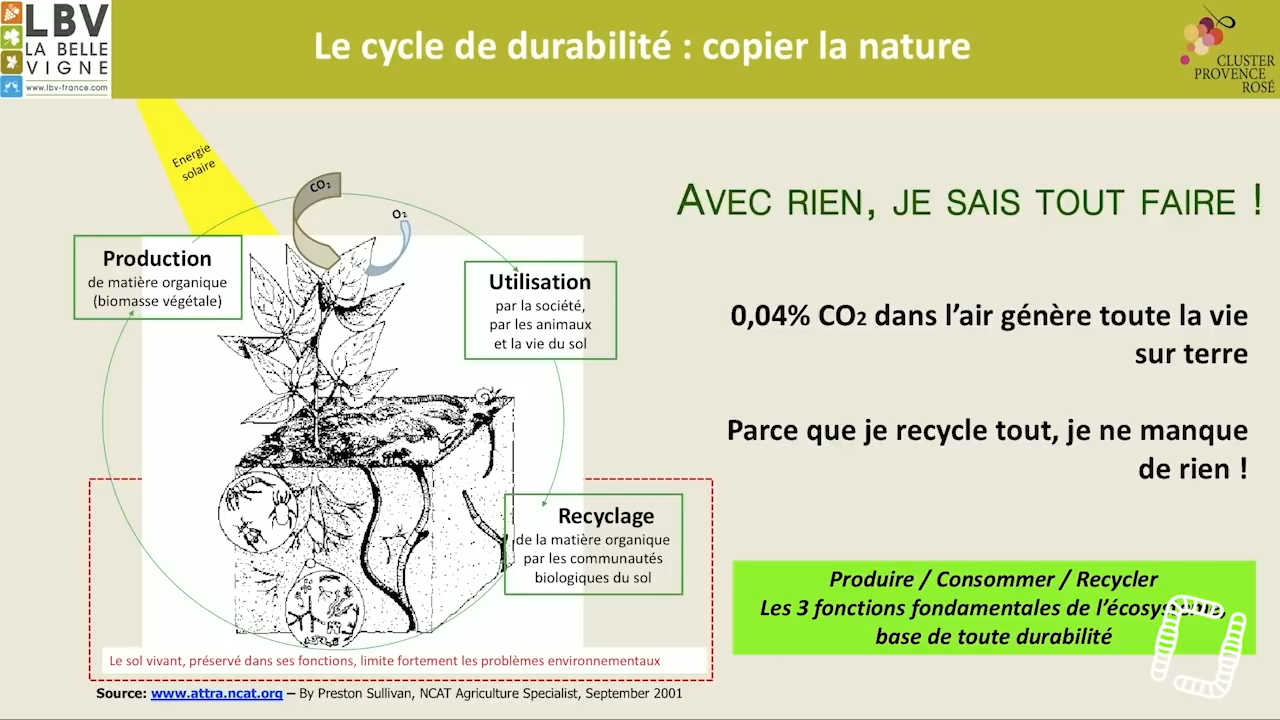 LBV
LA BELLE
VIGNE
www.lbv-france.com
Le cycle de durabilité : copier la nature
CLUSTER
PROVENCE
ROSÉ
Energie
solaire
CO₂
O₂
Production
de matière organique
(biomasse végétale)
Utilisation
par la société,
par les animaux
et la vie du sol
Recyclage
de la matière organique
par les communautés
biologiques du sol
Le sol vivant, préservé dans ses fonctions, limite fortement les problèmes environnementaux
Source: www.attra.ncat.org – By Preston Sullivan, NCAT Agriculture Specialist, September 2001
AVEC RIEN, JE SAIS TOUT FAIRE !
0,04% CO₂ dans l’air génère toute la vie
sur terre
Parce que je recycle tout, je ne manque
de rien !
Produire / Consommer / Recycler
Les 3 fonctions fondamentales de l’écosystème,
base de toute durabilité